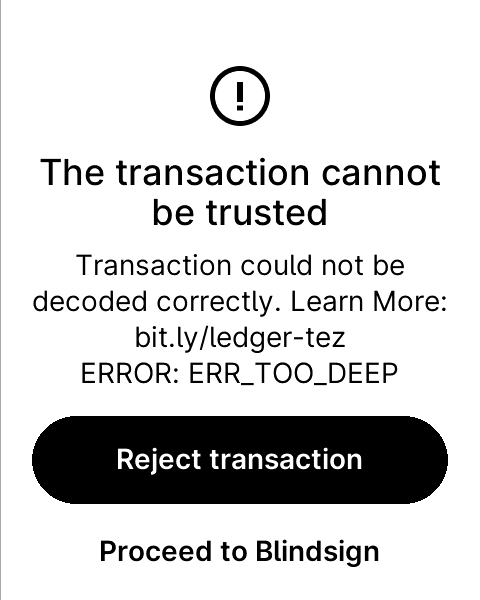 The transaction cannot
be trusted
Transaction could not be
decoded correctly. Learn More:
bit.ly/ledger-tez
ERROR: ERR_TOO_DEEP
Reject transaction
Proceed to Blindsign